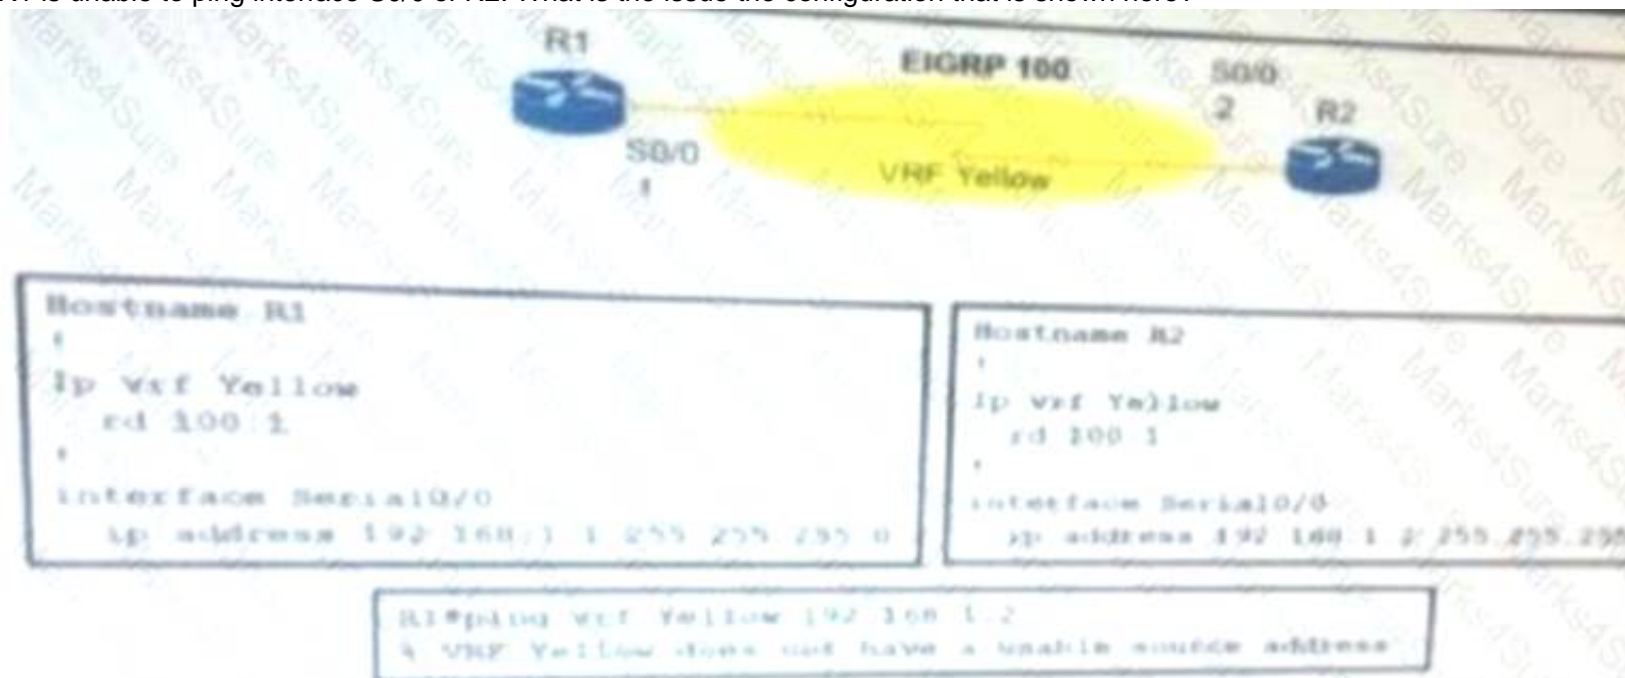 is unable to ping interface S0/0 of R2. What is the issue the configuration that is shown here?
R1
EIGRP 100
S0/0
2
R2
S0/0
1
VRF Yellow
Hostname R1
!
Ip vrf Yellow
rd 100:1
!
interface Serial0/0
ip address 192.168.1.1 255.255.255.0
Hostname R2
!
Ip vrf Yellow
rd 100:1
!
interface Serial0/0
ip address 192.168.1.2 255.255.255
R1#ping vrf Yellow 192.168.1.2
% VRF Yellow does not have a usable source address
Marks4Sure